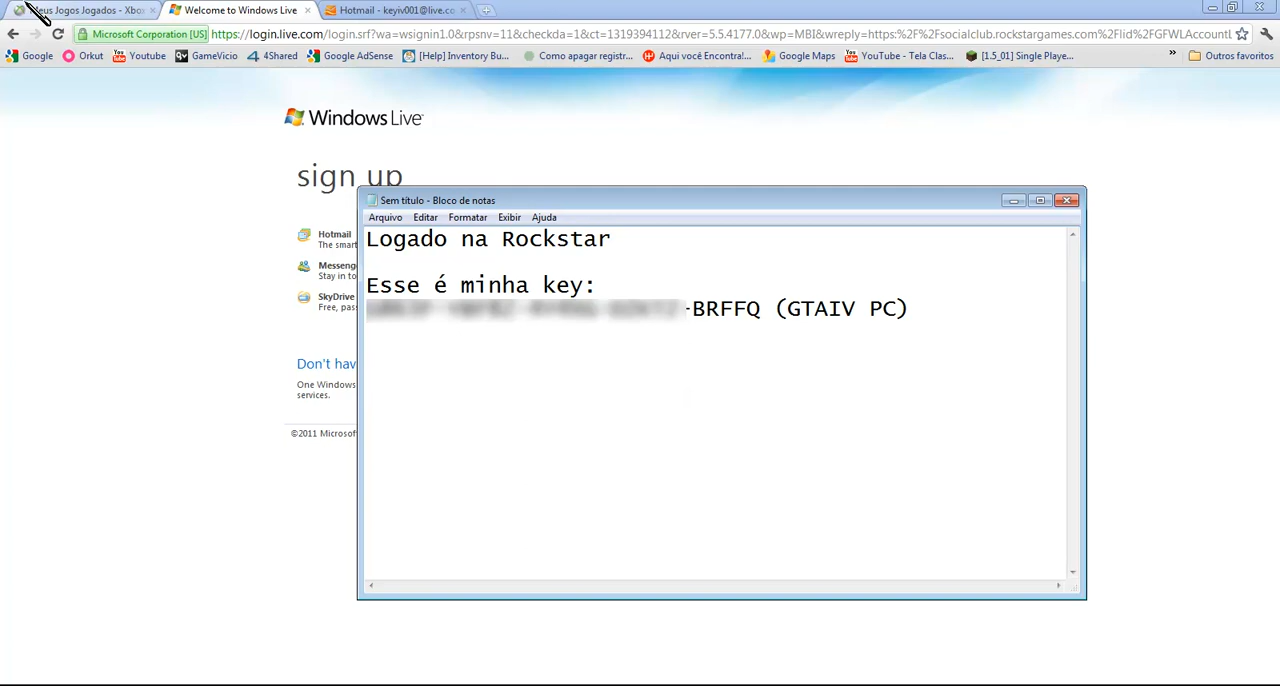 Meus Jogos Jogados - Xbo
Welcome to Windows Live
Hotmail - keyiv001@live.co
Microsoft Corporation [US]
https://login.live.com/login.srf?wa=wsignin1.0&rpsnv=11&checkda=1&ct=1319394112&rver=5.5.4177.0&wp=MBI&wreply=https:%2F%2Fsocialclub.rockstargames.com%2Flid%2FGFWLAccountL
Google
Orkut
Youtube
GameVicio
4Shared
Google AdSense
[Help] Inventory Bu...
Como apagar registr...
Aqui você Encontra!...
Google Maps
YouTube - Tela Clas...
[1.5_01] Single Playe...
»
Outros favoritos
Windows Live
sign up
Hotmail
The smart
Messeng
Stay in to
SkyDrive
Free, pas
Don't hav
One Windows
services.
©2011 Microsof
Sem título - Bloco de notas
Arquivo Editar Formatar Exibir Ajuda
Logado na Rockstar
Esse é minha key:
-BRFFQ (GTAIV PC)